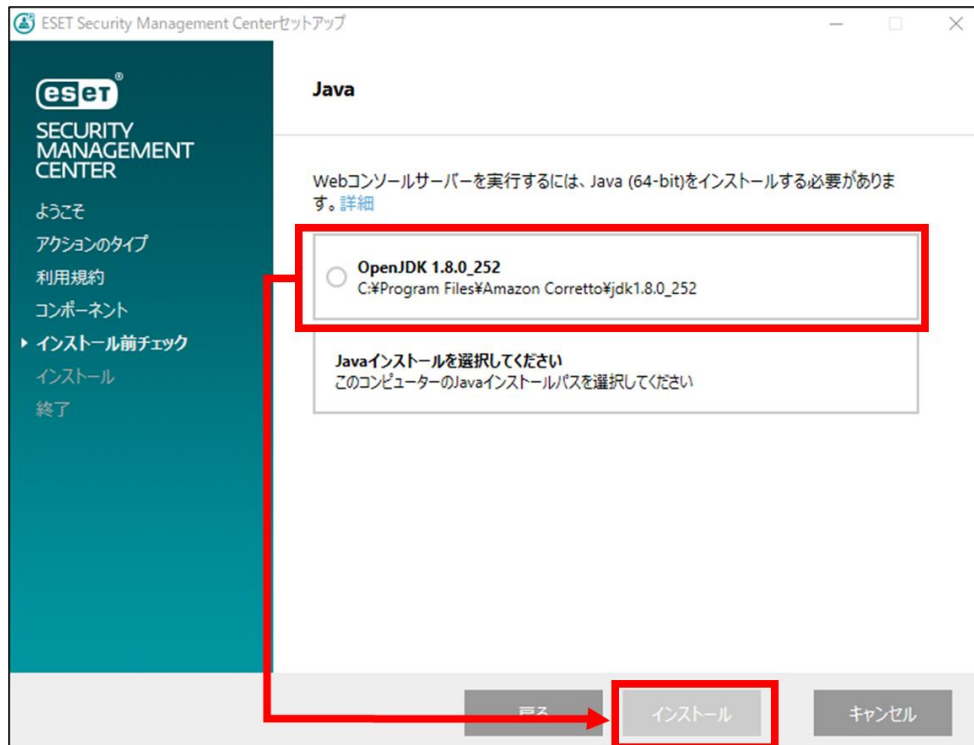 ESET Security Management Centerセットアップ
eset®
SECURITY
MANAGEMENT
CENTER
ようこそ
アクションのタイプ
利用規約
コンポーネント
インストール前チェック
インストール
終了
Java
Webコンソールサーバーを実行するには、Java (64-bit)をインストールする必要がありま
す。詳細
OpenJDK 1.8.0_252
C:¥Program Files¥Amazon Corretto¥jdk1.8.0_252
Javaインストールを選択してください
このコンピューターのJavaインストールパスを選択してください
戻る
インストール
キャンセル